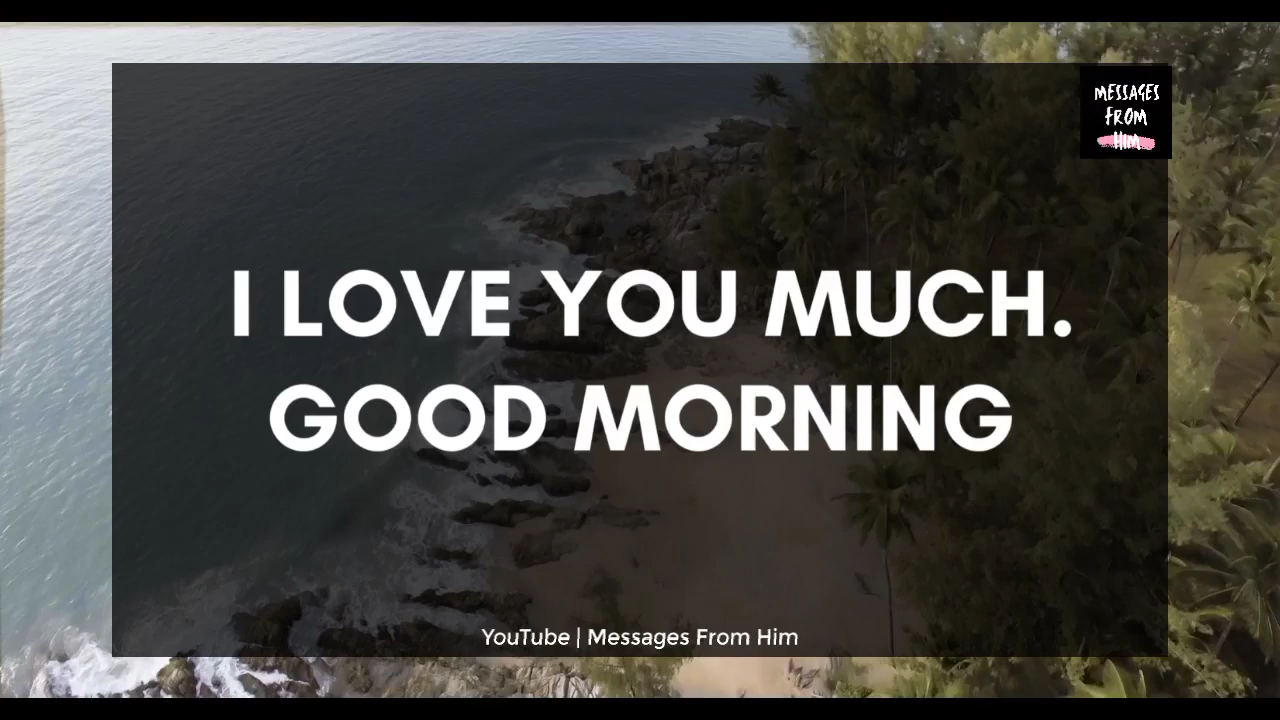 MESSAGES
FROM
HIM
I LOVE YOU MUCH.
GOOD MORNING
YouTube | Messages From Him